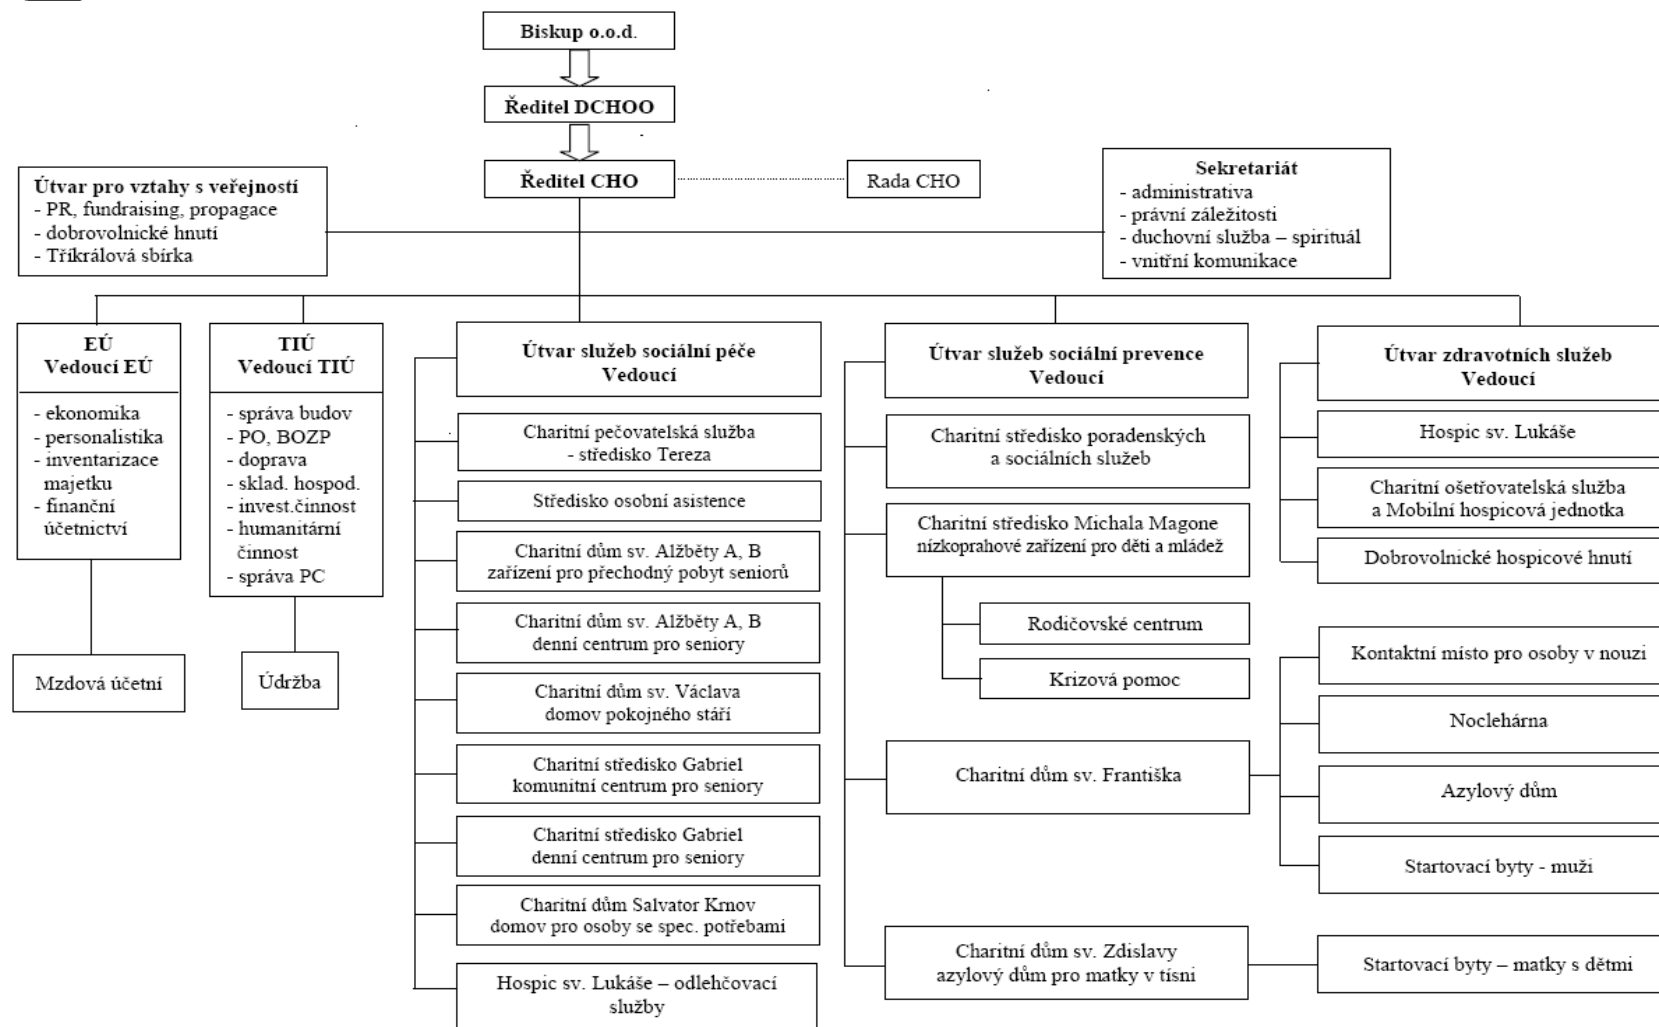 Biskup o.o.d.
Ředitel DCHOO
Ředitel CHO
Rada CHO
Útvar pro vztahy s veřejností
- PR, fundraising, propagace
- dobrovolnické hnutí
- Tříkrálová sbírka
Sekretariát
- administrativa
- právní záležitosti
- duchovní služba – spirituál
- vnitřní komunikace
EÚ
Vedoucí EÚ
- ekonomika
- personalistika
- inventarizace
majetku
- finanční
účetnictví
Mzdová účetní
TIÚ
Vedoucí TIÚ
- správa budov
- PO, BOZP
- doprava
- sklad. hospod.
- invest.činnost
- humanitární
činnost
- správa PC
Údržba
Útvar služeb sociální péče
Vedoucí
Charitní pečovatelská služba
- středisko Tereza
Středisko osobní asistence
Charitní dům sv. Alžběty A, B
zařízení pro přechodný pobyt seniorů
Charitní dům sv. Alžběty A, B
denní centrum pro seniory
Charitní dům sv. Václava
domov pokojného stáří
Charitní středisko Gabriel
komunitní centrum pro seniory
Charitní středisko Gabriel
denní centrum pro seniory
Charitní dům Salvator Krnov
domov pro osoby se spec. potřebami
Hospic sv. Lukáše – odlehčovací
služby
Útvar služeb sociální prevence
Vedoucí
Charitní středisko poradenských
a sociálních služeb
Charitní středisko Michala Magone
nízkoprahové zařízení pro děti a mládež
Rodičovské centrum
Krizová pomoc
Charitní dům sv. Františka
Charitní dům sv. Zdislavy
azylový dům pro matky v tísni
Útvar zdravotních služeb
Vedoucí
Hospic sv. Lukáše
Charitní ošetřovatelská služba
a Mobilní hospicová jednotka
Dobrovolnické hospicové hnutí
Kontaktní místo pro osoby v nouzi
Noclehárna
Azylový dům
Startovací byty - muži
Startovací byty – matky s dětmi